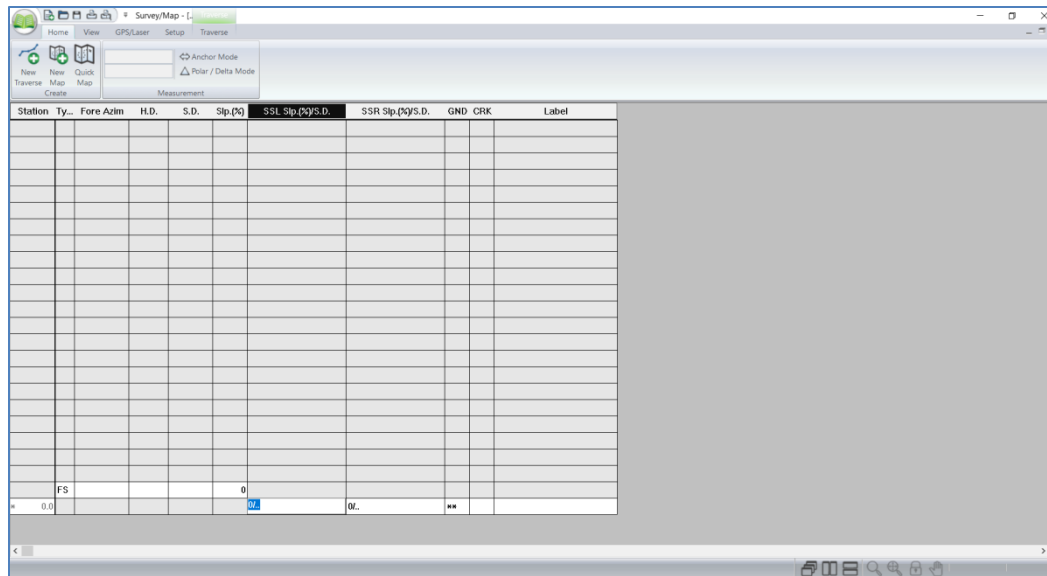 Survey/Map - [..
Home View GPS/Laser Setup Traverse
New Traverse
New Map
Quick Map
Anchor Mode
Polar / Delta Mode
Create Measurement
Station Ty... Fore Azim H.D. S.D. Slp.(%) SSL Slp.(%)/S.D. SSR Slp.(%)/S.D. GND CRK Label
FS 0
* 0.0 0/.. 0/.. **